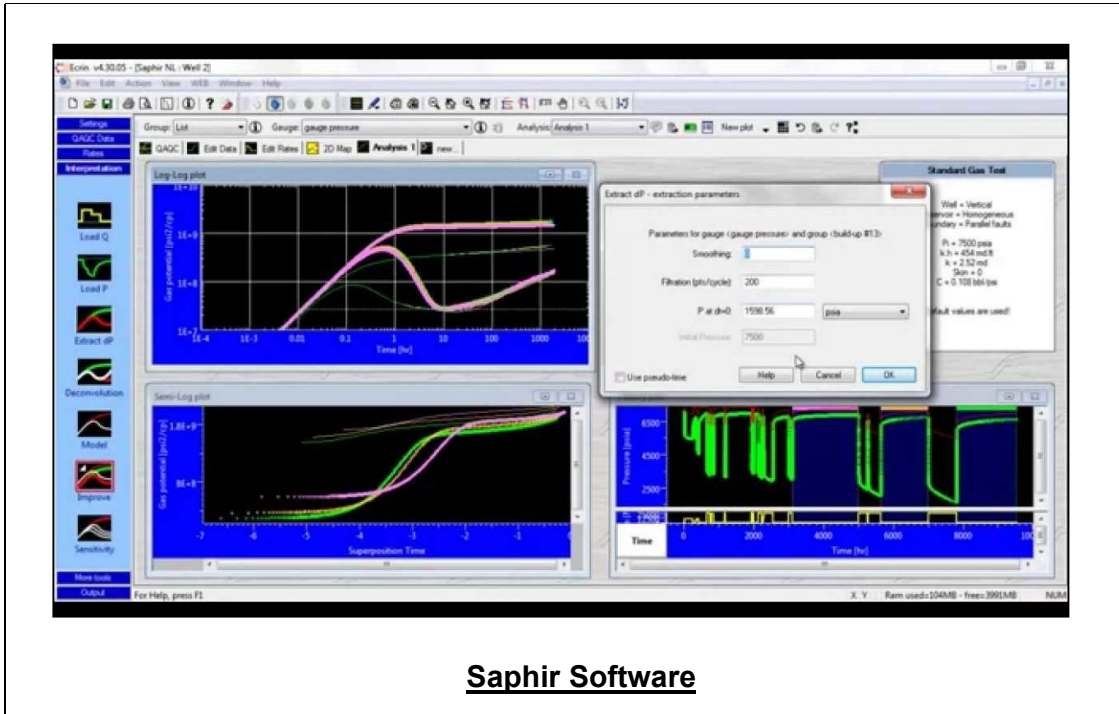 Ecrin v4.30.05 - [Saphir NL : Well 2]
File Edit Action View WEB Window Help
Settings
QAQC Data
Rates
Interpretation
Load Q
Load P
Extract dP
Deconvolution
Model
Improve
Sensitivity
More tools
Output
Group: List Gauge: gauge pressure Analysis: Analysis 1 New plot
QAQC Edit Data Edit Rates 2D Map Analysis 1 new...
Log-Log plot
Gas potential [psi2/cp]
1E+10
1E+9
1E+8
1E+7
1E-4 1E-3 0.01 0.1 1 10 100 1000
Time [hr]
Extract dP - extraction parameters
Parameters for gauge <gauge pressure> and group <build-up #13>
Smoothing:
Filtration (pts/cycle) 200
P at dt=0: 1598.56 psia
Initial Pressure: 7500
Use pseudo-time Help Cancel OK
Standard Gas Test
Well = Vertical
servoir = Homogeneous
undary = Parallel faults
Pi = 7500 psia
k.h = 454 md.ft
k = 2.52 md
Skin = 0
C = 0.108 bbl/psi
fault values are used!
Semi-Log plot
Gas potential [psi2/cp]
1.8E+9
8E+8
-7 -6 -5 -4 -3 -2 -1
Superposition Time
Pressure [psia]
6500
4500
2500
Time
0 2000 4000 6000 8000
Time [hr]
For Help, press F1
X Y Ram used=104MB - free=3991MB NUM
Saphir Software